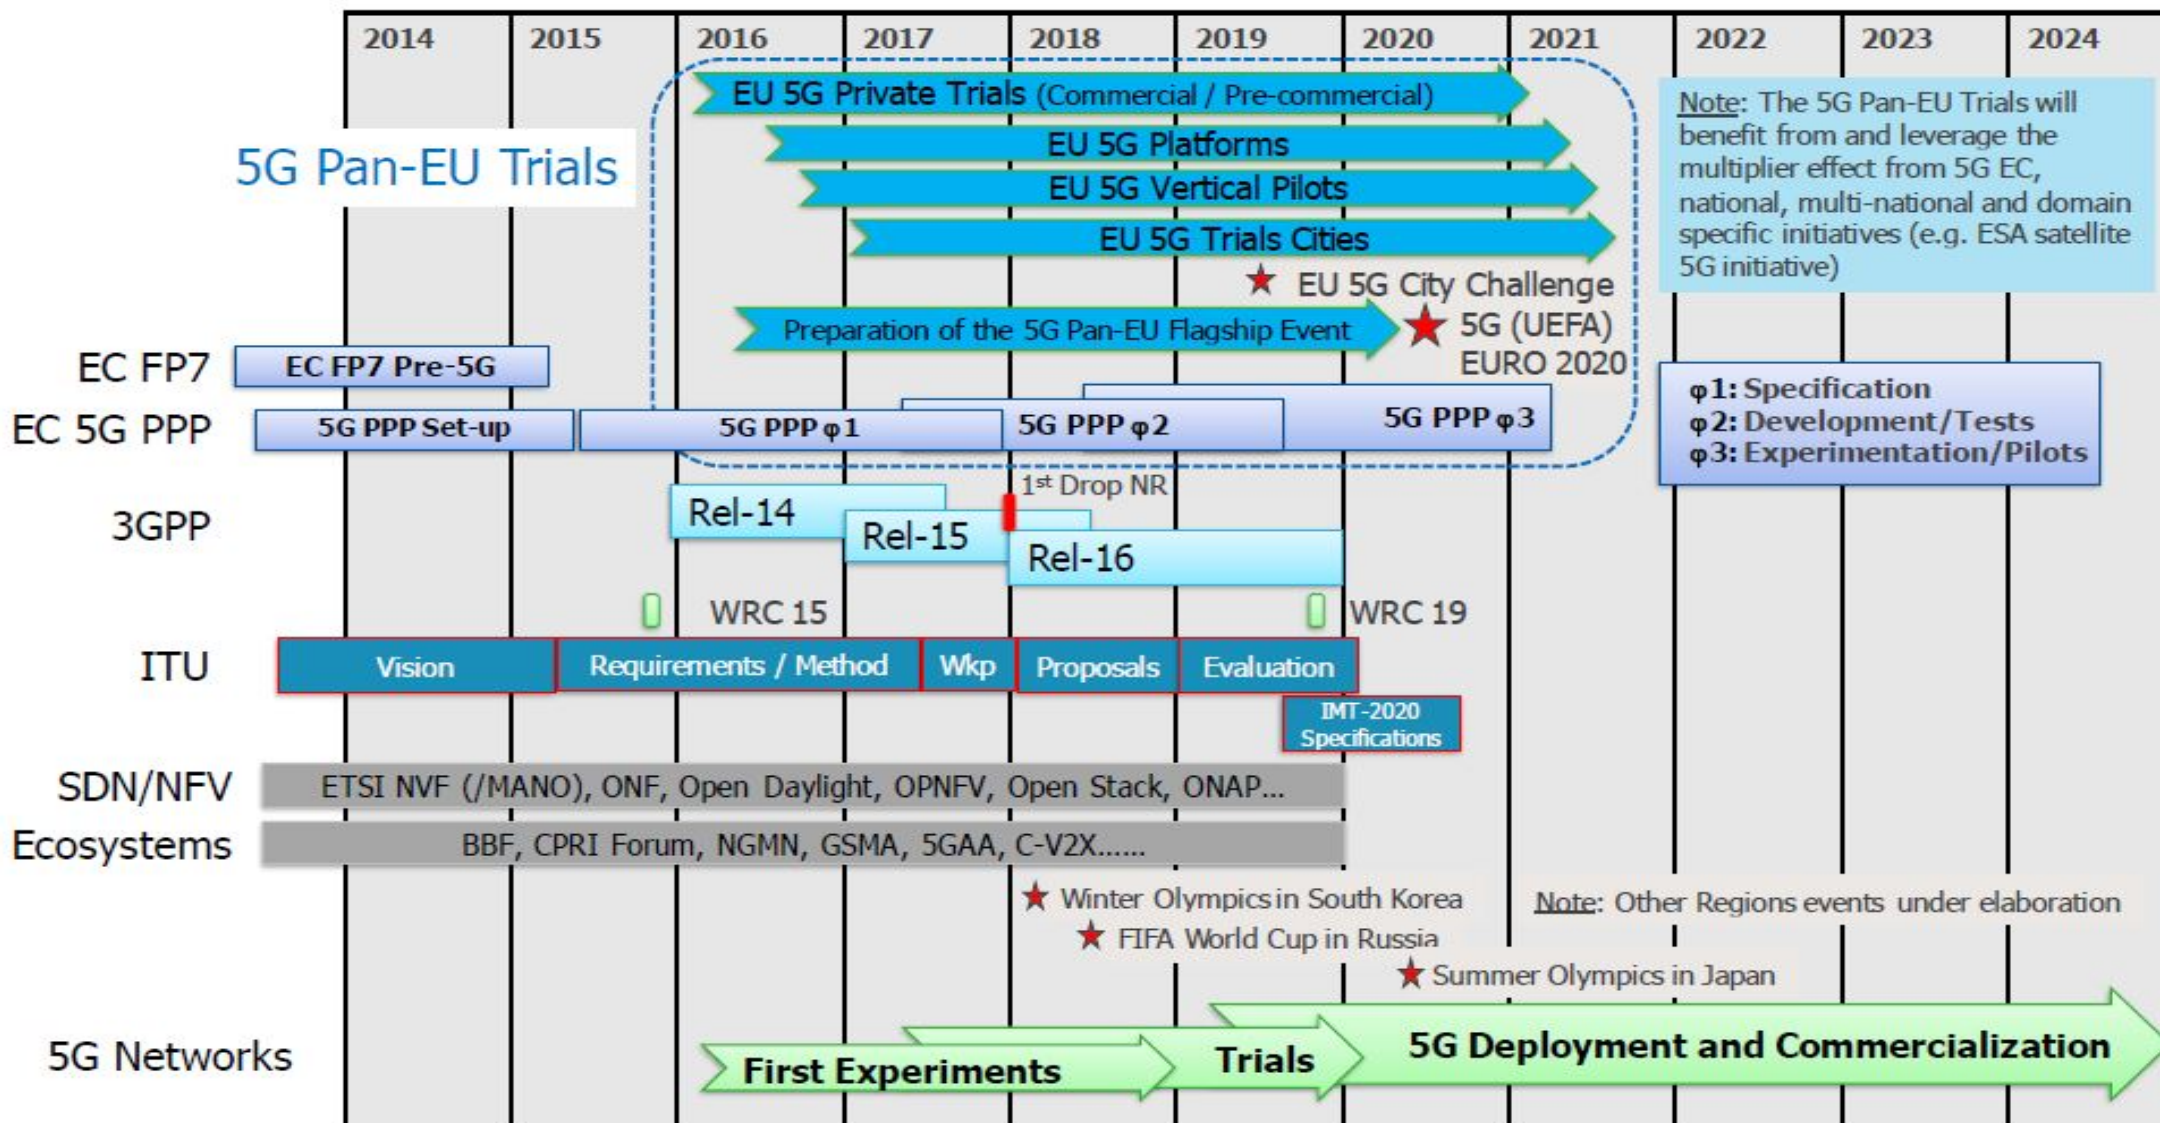 2014 2015 2016 2017 2018 2019 2020 2021 2022 2023 2024
5G Pan-EU Trials
EU 5G Private Trials (Commercial / Pre-commercial)
EU 5G Platforms
EU 5G Vertical Pilots
EU 5G Trials Cities
EU 5G City Challenge
Preparation of the 5G Pan-EU Flagship Event
5G (UEFA)
EURO 2020
Note: The 5G Pan-EU Trials will
benefit from and leverage the
multiplier effect from 5G EC,
national, multi-national and domain
specific initiatives (e.g. ESA satellite
5G initiative)
EC FP7
EC FP7 Pre-5G
EC 5G PPP
5G PPP Set-up
5G PPP φ1
5G PPP φ2
5G PPP φ3
φ1: Specification
φ2: Development/Tests
φ3: Experimentation/Pilots
3GPP
Rel-14
Rel-15
1st Drop NR
Rel-16
WRC 15
WRC 19
ITU
Vision
Requirements / Method
Wkp
Proposals
Evaluation
IMT-2020
Specifications
SDN/NFV
ETSI NVF (/MANO), ONF, Open Daylight, OPNFV, Open Stack, ONAP...
Ecosystems
BBF, CPRI Forum, NGMN, GSMA, 5GAA, C-V2X......
Winter Olympics in South Korea
Note: Other Regions events under elaboration
FIFA World Cup in Russia
Summer Olympics in Japan
5G Networks
First Experiments
Trials
5G Deployment and Commercialization